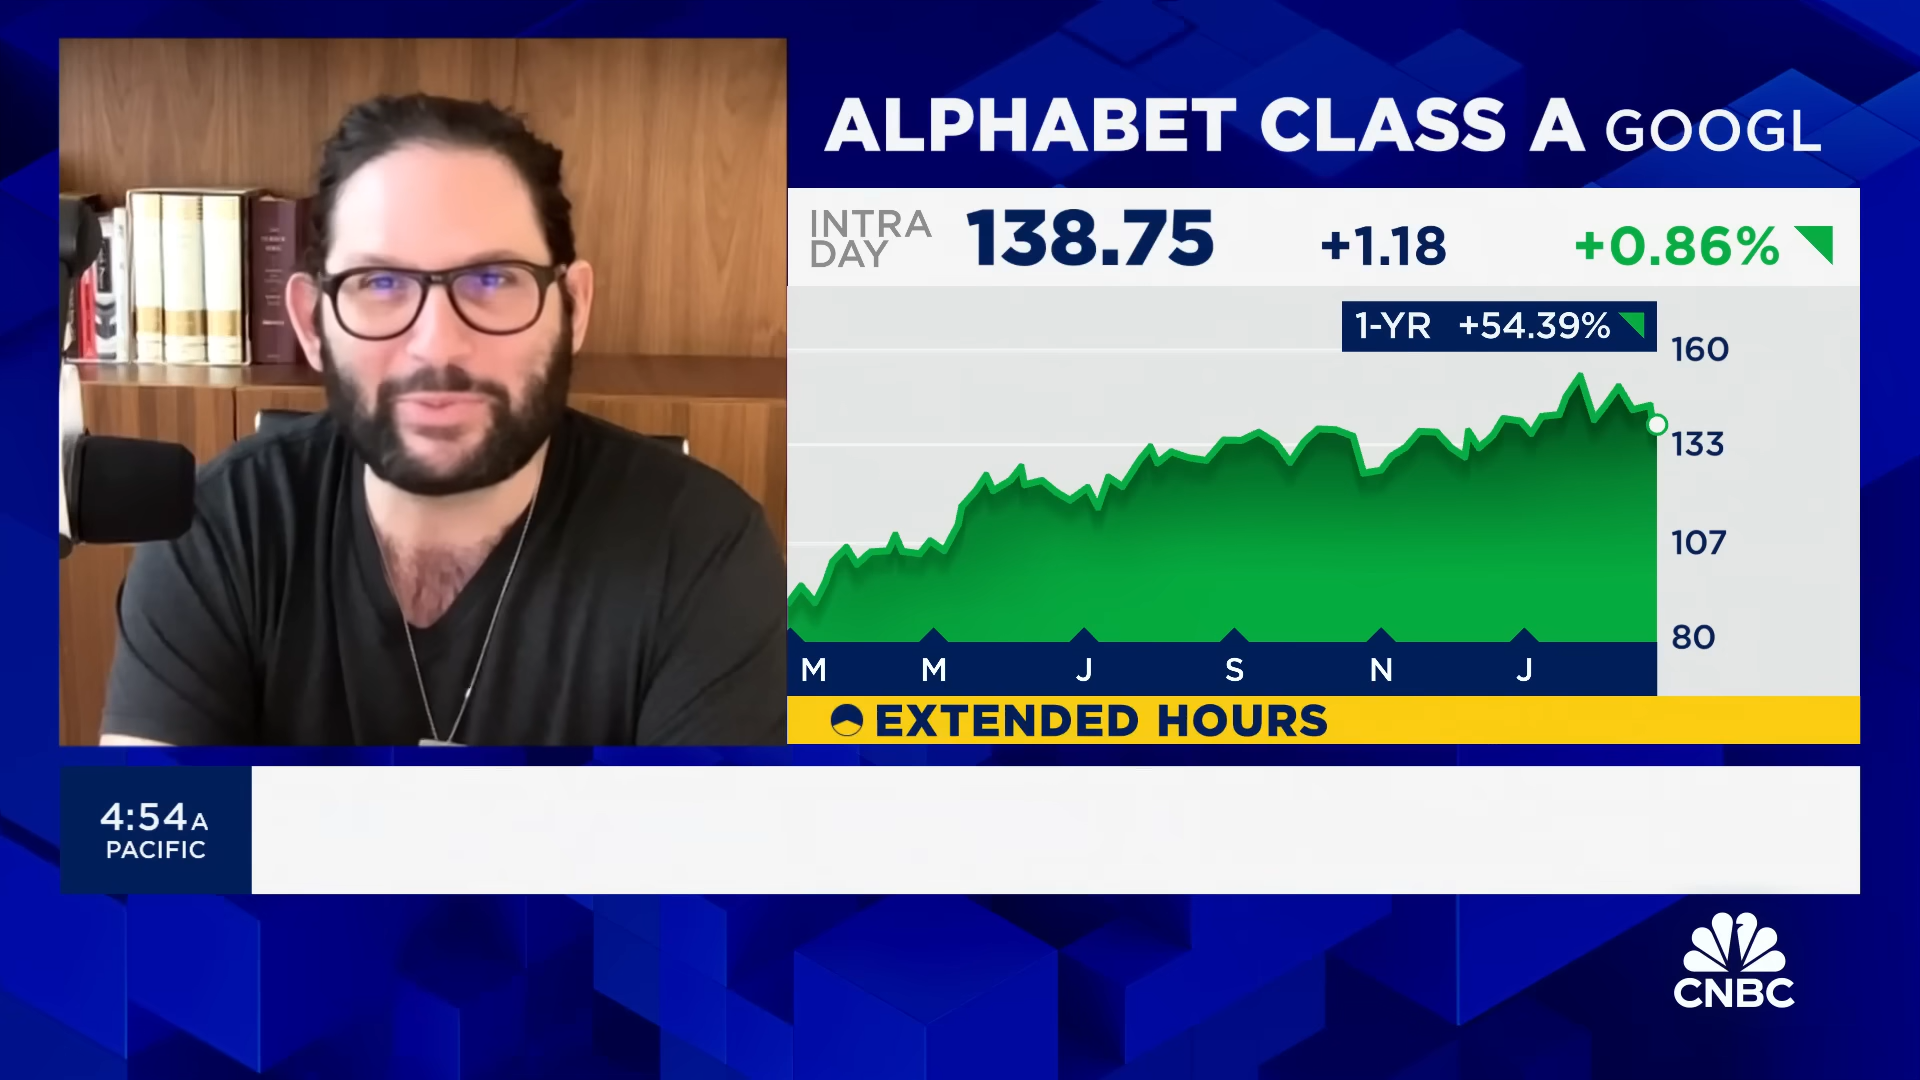 ALPHABET CLASS A GOOGL
INTRA DAY 138.75 +1.18 +0.86%
1-YR +54.39%
160
133
107
80
M M J S N J
EXTENDED HOURS
4:54A
PACIFIC
CNBC